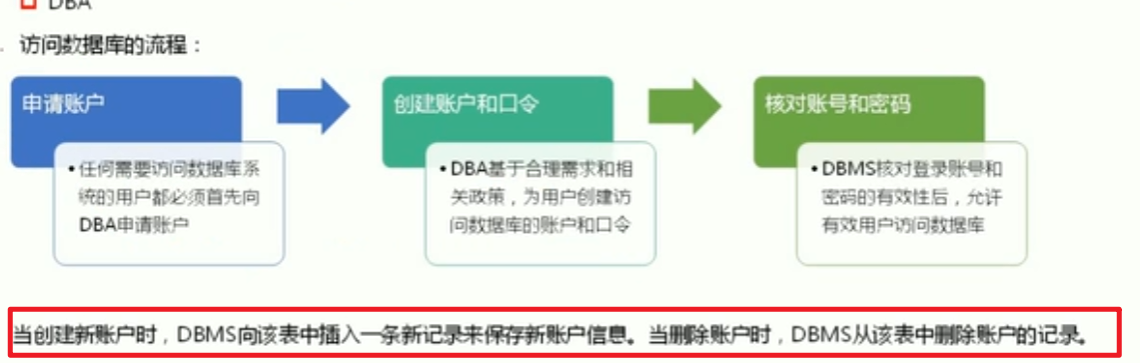 DBA
访问数据库的流程：
申请账户
•任何需要访问数据库系
统的用户都必须首先向
DBA申请账户
创建账户和口令
•DBA基于合理需求和相
关政策，为用户创建访
问数据库的账户和口令
核对账号和密码
•DBMS核对登录账号和
密码的有效性后，允许
有效用户访问数据库
当创建新账户时，DBMS向该表中插入一条新记录来保存新账户信息。当删除账户时，DBMS从该表中删除账户的记录。